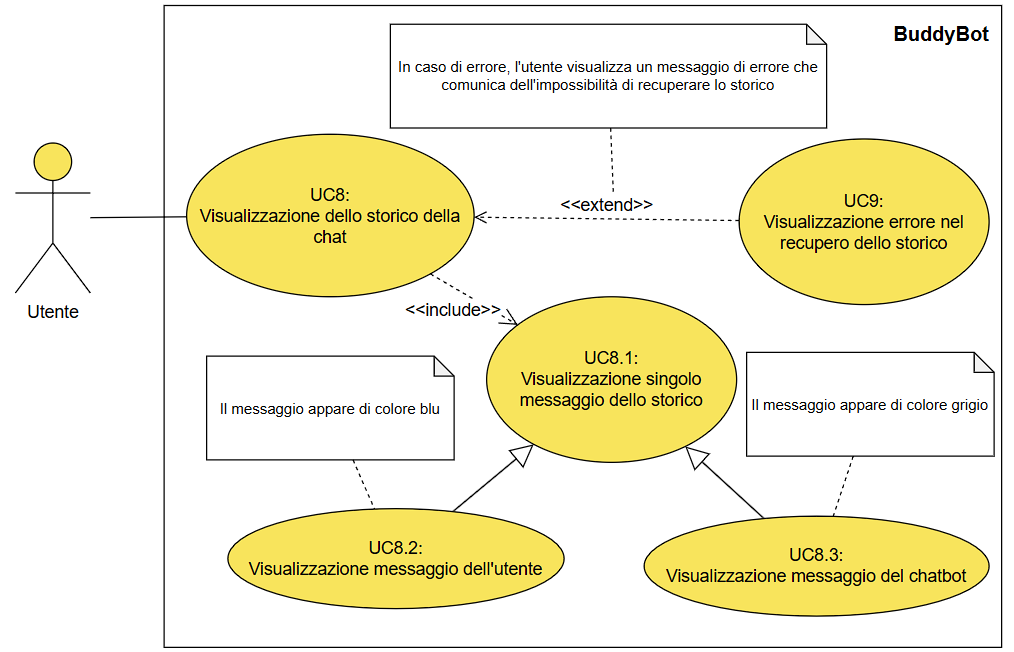 BuddyBot
In caso di errore, l'utente visualizza un messaggio di errore che
comunica dell'impossibilità di recuperare lo storico
UC8:
Visualizzazione dello storico della
chat
<<extend>>
UC9:
Visualizzazione errore nel
recupero dello storico
Utente
<<include>>
UC8.1:
Visualizzazione singolo
messaggio dello storico
Il messaggio appare di colore blu
Il messaggio appare di colore grigio
UC8.2:
Visualizzazione messaggio dell'utente
UC8.3:
Visualizzazione messaggio del chatbot